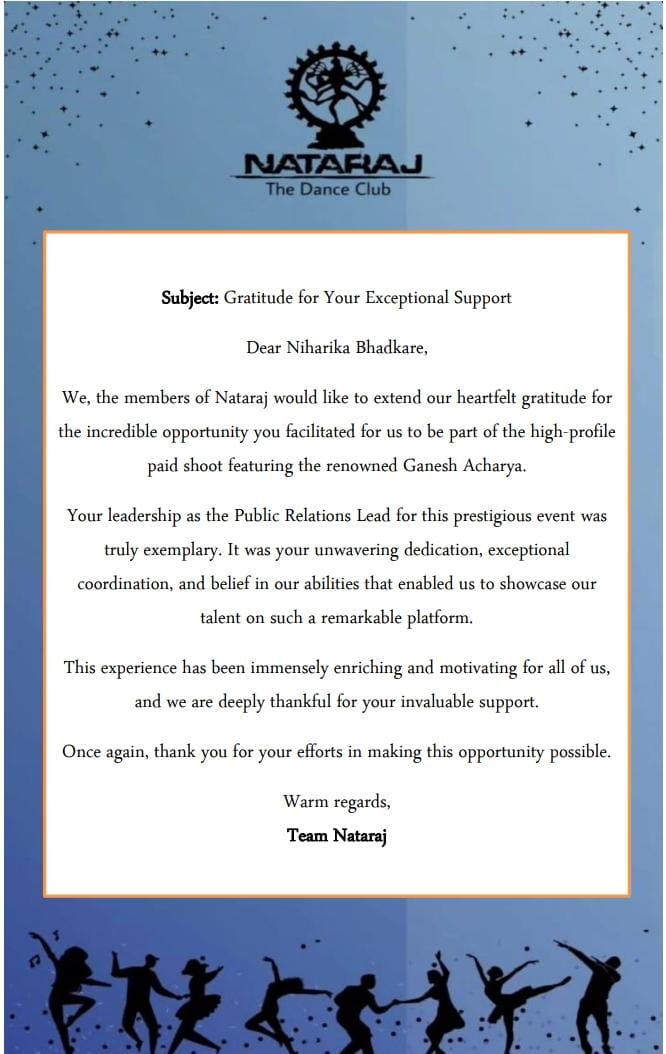 NATARAJ
The Dance Club
Subject: Gratitude for Your Exceptional Support
Dear Niharika Bhadkare,
We, the members of Nataraj would like to extend our heartfelt gratitude for
the incredible opportunity you facilitated for us to be part of the high-profile
paid shoot featuring the renowned Ganesh Acharya.
Your leadership as the Public Relations Lead for this prestigious event was
truly exemplary. It was your unwavering dedication, exceptional
coordination, and belief in our abilities that enabled us to showcase our
talent on such a remarkable platform.
This experience has been immensely enriching and motivating for all of us,
and we are deeply thankful for your invaluable support.
Once again, thank you for your efforts in making this opportunity possible.
Warm regards,
Team Nataraj